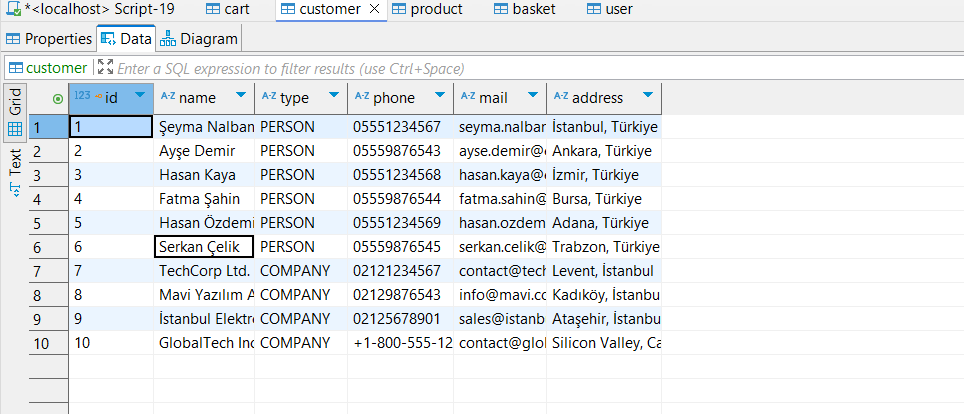 *<localhost> Script-19 cart customer product basket user
Properties Data Diagram
customer Enter a SQL expression to filter results (use Ctrl+Space)
Grid
Text
123 id A-Z name A-Z type A-Z phone A-Z mail A-Z address
1 1 Şeyma Nalban PERSON 05551234567 seyma.nalbar İstanbul, Türkiye
2 2 Ayşe Demir PERSON 05559876543 ayse.demir@ Ankara, Türkiye
3 3 Hasan Kaya PERSON 05551234568 hasan.kaya@ İzmir, Türkiye
4 4 Fatma Şahin PERSON 05559876544 fatma.sahin@ Bursa, Türkiye
5 5 Hasan Özdemi PERSON 05551234569 hasan.ozdem Adana, Türkiye
6 6 Serkan Çelik PERSON 05559876545 serkan.celik@ Trabzon, Türkiye
7 7 TechCorp Ltd. COMPANY 02121234567 contact@tech Levent, İstanbul
8 8 Mavi Yazılım A COMPANY 02129876543 info@mavi.co Kadıköy, İstanbu
9 9 İstanbul Elektr COMPANY 02125678901 sales@istanb Ataşehir, İstanbu
10 10 GlobalTech Inc COMPANY +1-800-555-12 contact@glol Silicon Valley, Ca